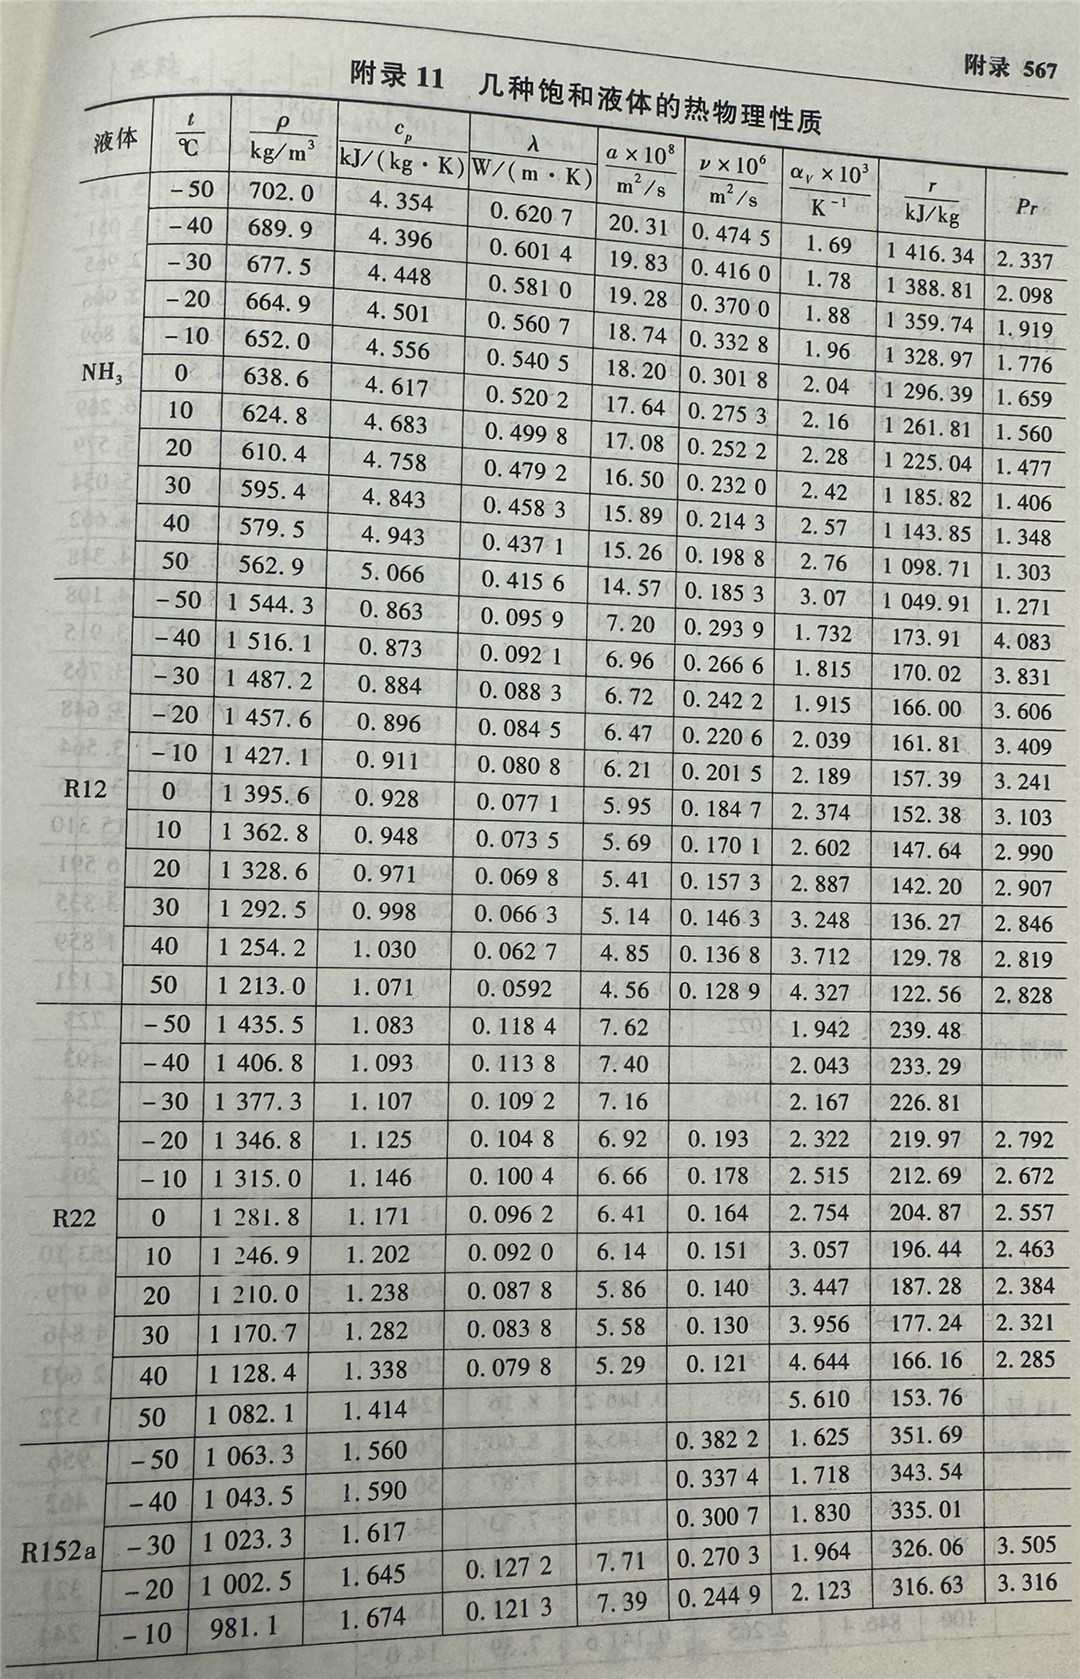 附录 567
附录 11 几种饱和液体的热物理性质
液体 t/℃ ρ/kg/m³ c_p/kJ/(kg·K) λ/W/(m·K) a×10⁸/m²/s ν×10⁶/m²/s α_V×10³/K⁻¹ r/kJ/kg Pr
-50 702.0 4.354 0.620 7 20.31 0.474 5 1.69 1 416.34 2.337
-40 689.9 4.396 0.601 4 19.83 0.416 0 1.78 1 388.81 2.098
-30 677.5 4.448 0.581 0 19.28 0.370 0 1.88 1 359.74 1.919
-20 664.9 4.501 0.560 7 18.74 0.332 8 1.96 1 328.97 1.776
-10 652.0 4.556 0.540 5 18.20 0.301 8 2.04 1 296.39 1.659
NH₃ 0 638.6 4.617 0.520 2 17.64 0.275 3 2.16 1 261.81 1.560
10 624.8 4.683 0.499 8 17.08 0.252 2 2.28 1 225.04 1.477
20 610.4 4.758 0.479 2 16.50 0.232 0 2.42 1 185.82 1.406
30 595.4 4.843 0.458 3 15.89 0.214 3 2.57 1 143.85 1.348
40 579.5 4.943 0.437 1 15.26 0.198 8 2.76 1 098.71 1.303
50 562.9 5.066 0.415 6 14.57 0.185 3 3.07 1 049.91 1.271
-50 1 544.3 0.863 0.095 9 7.20 0.293 9 1.732 173.91 4.083
-40 1 516.1 0.873 0.092 1 6.96 0.266 6 1.815 170.02 3.831
-30 1 487.2 0.884 0.088 3 6.72 0.242 2 1.915 166.00 3.606
-20 1 457.6 0.896 0.084 5 6.47 0.220 6 2.039 161.81 3.409
-10 1 427.1 0.911 0.080 8 6.21 0.201 5 2.189 157.39 3.241
R12 0 1 395.6 0.928 0.077 1 5.95 0.184 7 2.374 152.38 3.103
10 1 362.8 0.948 0.073 5 5.69 0.170 1 2.602 147.64 2.990
20 1 328.6 0.971 0.069 8 5.41 0.157 3 2.887 142.20 2.907
30 1 292.5 0.998 0.066 3 5.14 0.146 3 3.248 136.27 2.846
40 1 254.2 1.030 0.062 7 4.85 0.136 8 3.712 129.78 2.819
50 1 213.0 1.071 0.0592 4.56 0.128 9 4.327 122.56 2.828
-50 1 435.5 1.083 0.118 4 7.62 1.942 239.48
-40 1 406.8 1.093 0.113 8 7.40 2.043 233.29
-30 1 377.3 1.107 0.109 2 7.16 2.167 226.81
-20 1 346.8 1.125 0.104 8 6.92 0.193 2.322 219.97 2.792
-10 1 315.0 1.146 0.100 4 6.66 0.178 2.515 212.69 2.672
R22 0 1 281.8 1.171 0.096 2 6.41 0.164 2.754 204.87 2.557
10 1 246.9 1.202 0.092 0 6.14 0.151 3.057 196.44 2.463
20 1 210.0 1.238 0.087 8 5.86 0.140 3.447 187.28 2.384
30 1 170.7 1.282 0.083 8 5.58 0.130 3.956 177.24 2.321
40 1 128.4 1.338 0.079 8 5.29 0.121 4.644 166.16 2.285
50 1 082.1 1.414 5.610 153.76
-50 1 063.3 1.560 0.382 2 1.625 351.69
-40 1 043.5 1.590 0.337 4 1.718 343.54
R152a -30 1 023.3 1.617 0.300 7 1.830 335.01
-20 1 002.5 1.645 0.127 2 7.71 0.270 3 1.964 326.06 3.505
-10 981.1 1.674 0.121 3 7.39 0.244 9 2.123 316.63 3.316